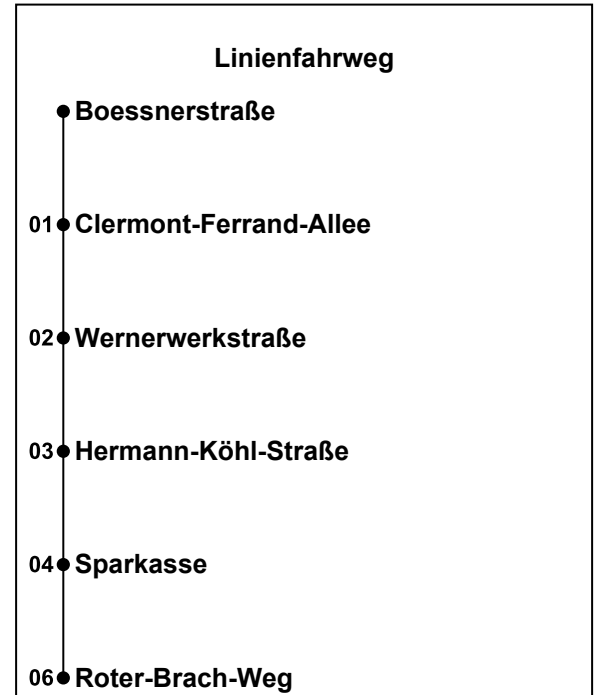 Linienfahrweg
Boessnerstraße
01 Clermont-Ferrand-Allee
02 Wernerwerkstraße
03 Hermann-Köhl-Straße
04 Sparkasse
06 Roter-Brach-Weg